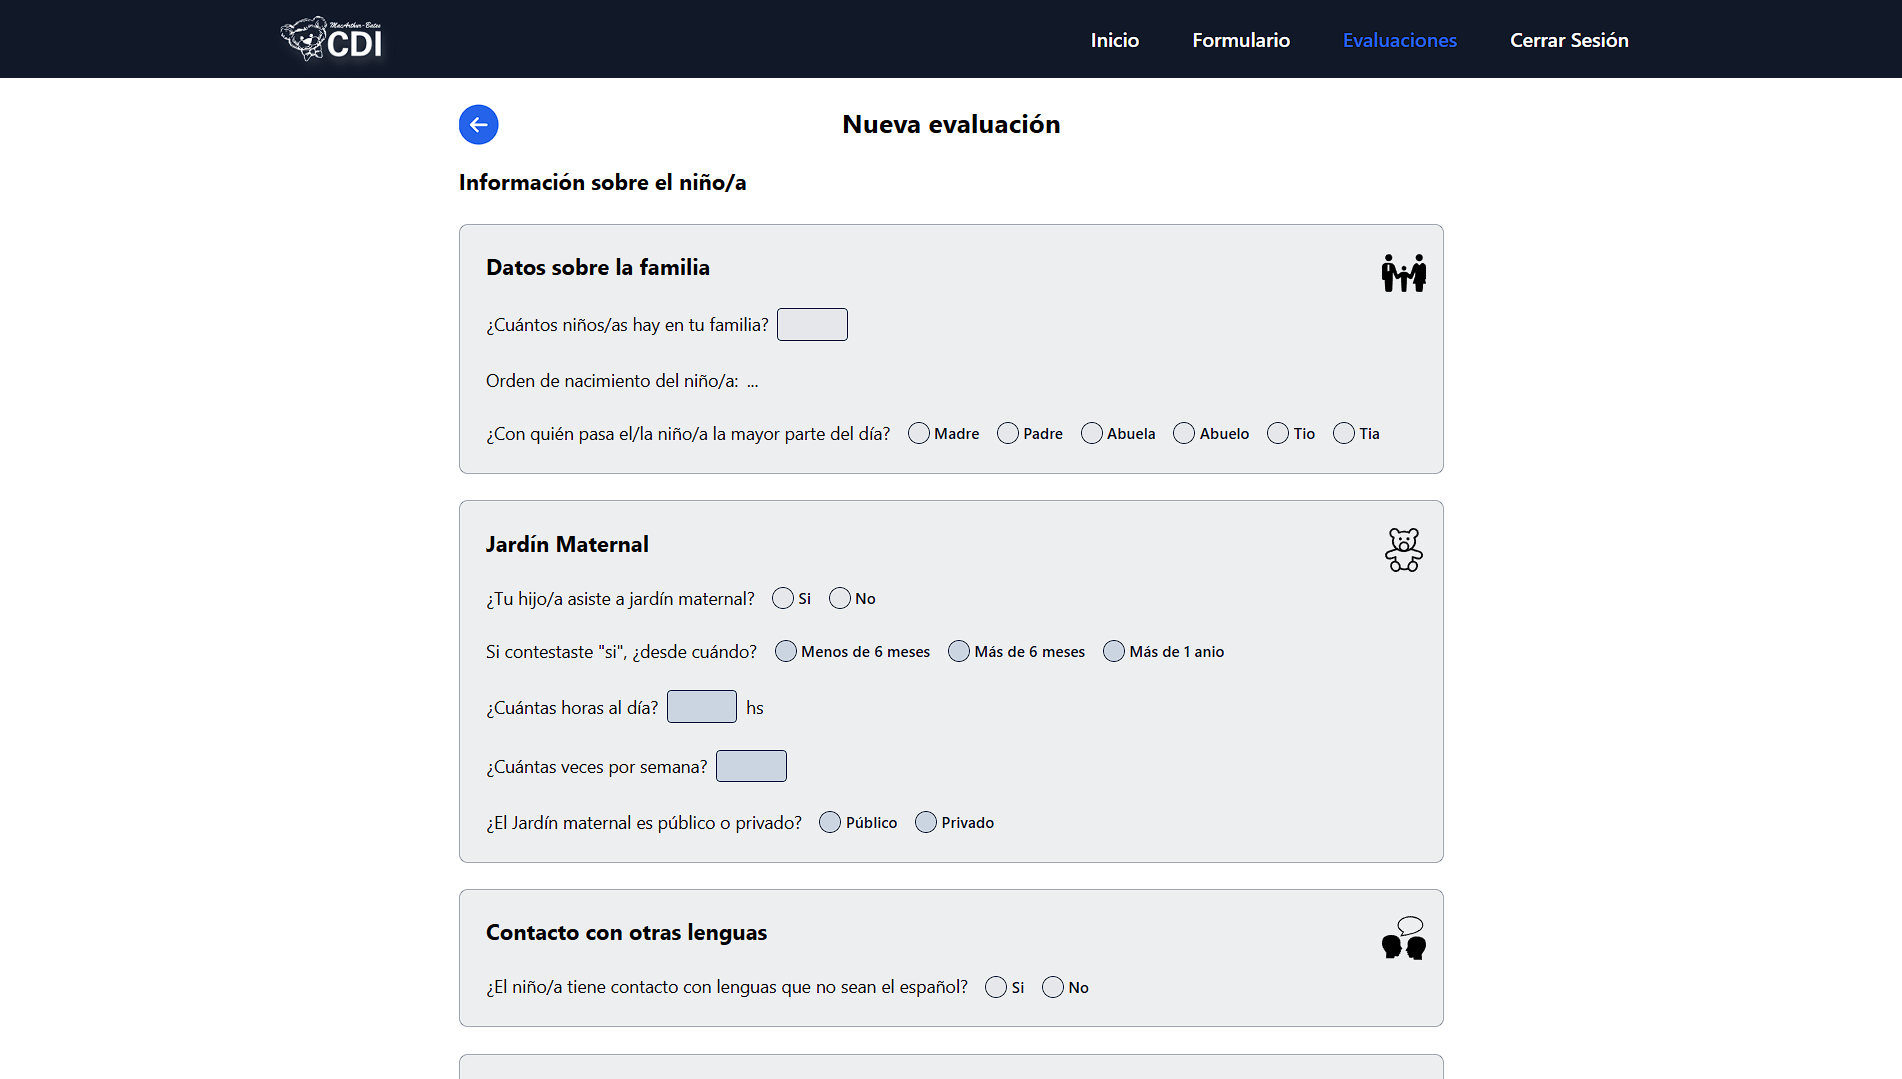 MacArthur-Bates
CDI
Inicio Formulario Evaluaciones Cerrar Sesión
Nueva evaluación
Información sobre el niño/a
Datos sobre la familia
¿Cuántos niños/as hay en tu familia?
Orden de nacimiento del niño/a: ...
¿Con quién pasa el/la niño/a la mayor parte del día? Madre Padre Abuela Abuelo Tio Tia
Jardín Maternal
¿Tu hijo/a asiste a jardín maternal? Si No
Si contestaste "si", ¿desde cuándo? Menos de 6 meses Más de 6 meses Más de 1 anio
¿Cuántas horas al día? hs
¿Cuántas veces por semana?
¿El Jardín maternal es público o privado? Público Privado
Contacto con otras lenguas
¿El niño/a tiene contacto con lenguas que no sean el español? Si No